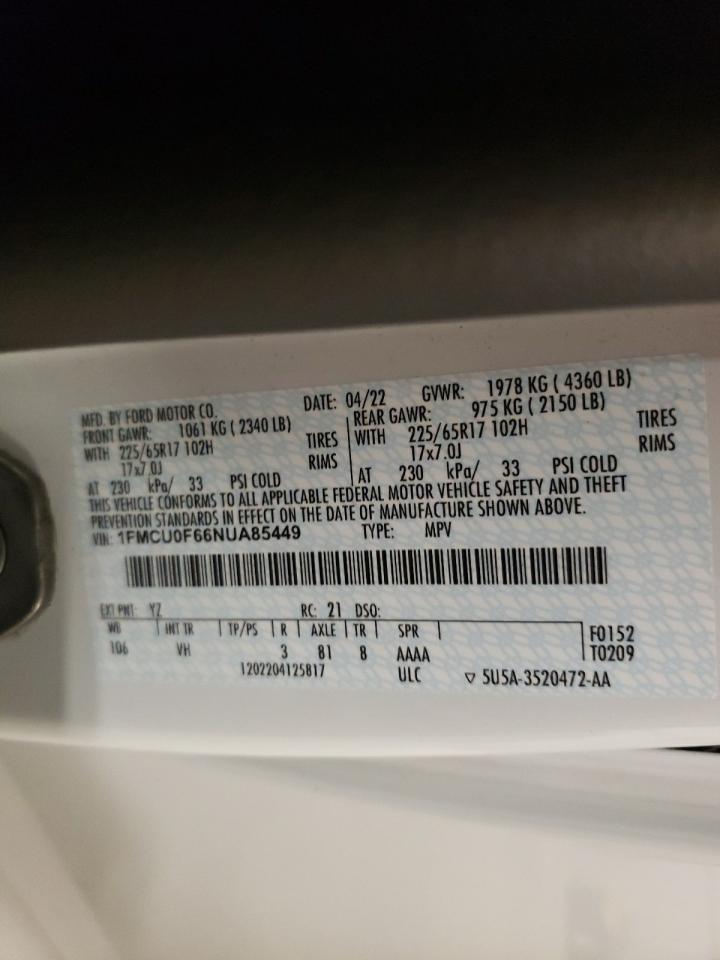 MFD. BY FORD MOTOR CO. DATE: 04/22 GVWR: 1978 KG ( 4360 LB)
FRONT GAWR: 1061 KG ( 2340 LB) REAR GAWR: 975 KG ( 2150 LB)
WITH 225/65R17 102H TIRES WITH 225/65R17 102H TIRES
17x7.0J RIMS 17x7.0J RIMS
AT 230 kPa/ 33 PSI COLD AT 230 kPa/ 33 PSI COLD
THIS VEHICLE CONFORMS TO ALL APPLICABLE FEDERAL MOTOR VEHICLE SAFETY AND THEFT
PREVENTION STANDARDS IN EFFECT ON THE DATE OF MANUFACTURE SHOWN ABOVE.
VIN: 1FMCU0F66NUA85449 TYPE: MPV
EXT PNT: YZ RC: 21 DSO:
WB INT TR TP/PS R AXLE TR SPR F0152
106 VH 3 81 8 AAAA T0209
1202204125817 ULC ▽ 5U5A-3520472-AA